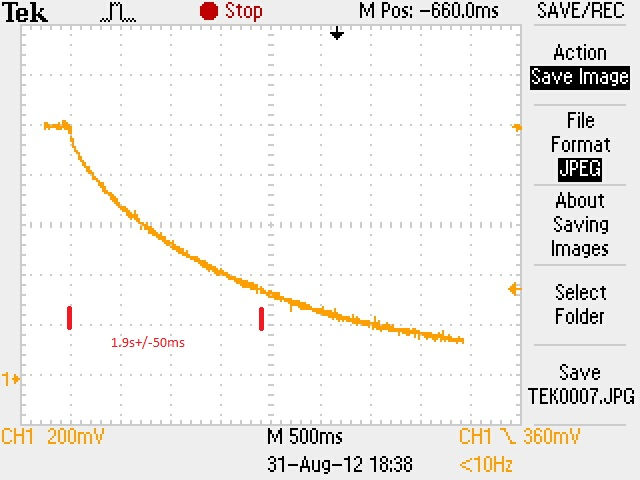 Tek Stop M Pos: -660.0ms SAVE/REC
Action
Save Image
File
Format
JPEG
About
Saving
Images
Select
Folder
Save
TEK0007.JPG
1.9s+/-50ms
1
CH1 200mV M 500ms CH1 360mV
31-Aug-12 18:38 <10Hz